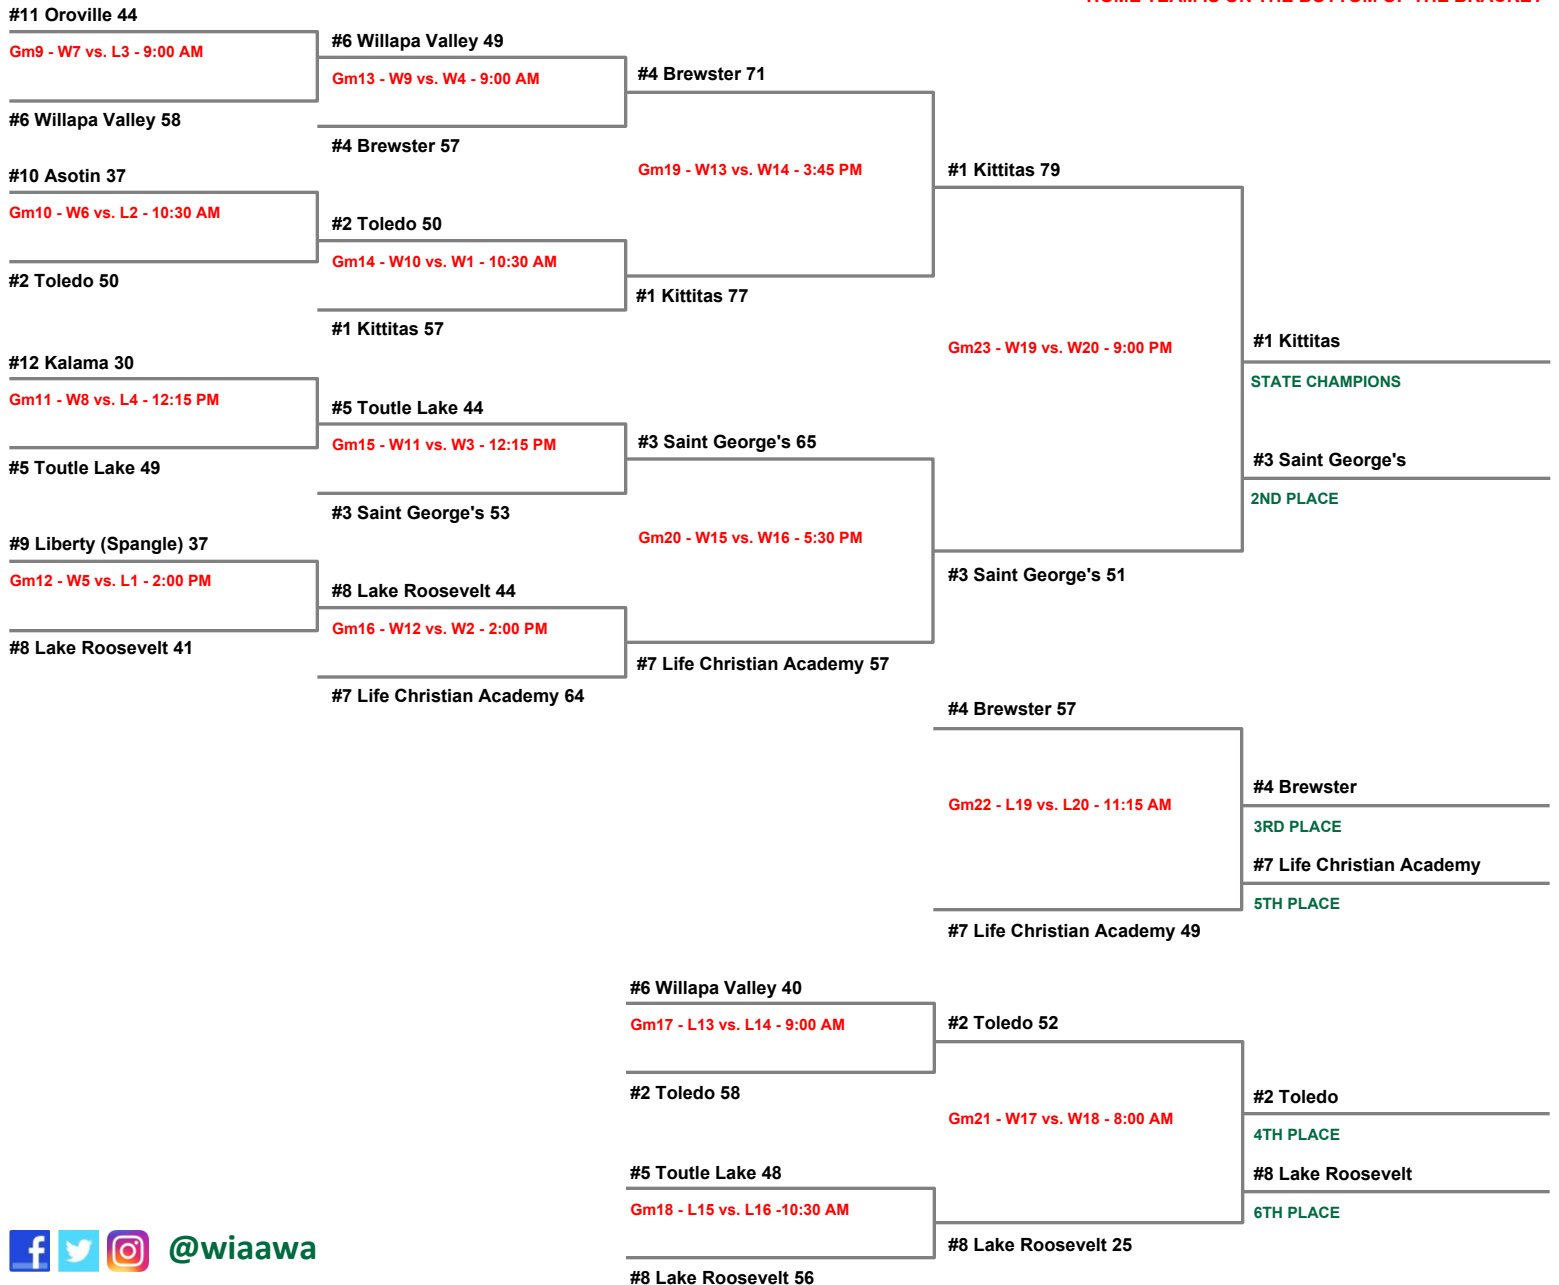 HOME TEAM IS ON THE BOTTOM OF THE BRACKET
#11 Oroville 44
Gm9 - W7 vs. L3 - 9:00 AM
#6 Willapa Valley 58
#10 Asotin 37
Gm10 - W6 vs. L2 - 10:30 AM
#2 Toledo 50
#12 Kalama 30
Gm11 - W8 vs. L4 - 12:15 PM
#5 Toutle Lake 49
#9 Liberty (Spangle) 37
Gm12 - W5 vs. L1 - 2:00 PM
#8 Lake Roosevelt 41
#6 Willapa Valley 49
Gm13 - W9 vs. W4 - 9:00 AM
#4 Brewster 57
#2 Toledo 50
Gm14 - W10 vs. W1 - 10:30 AM
#1 Kittitas 57
#5 Toutle Lake 44
Gm15 - W11 vs. W3 - 12:15 PM
#3 Saint George's 53
#8 Lake Roosevelt 44
Gm16 - W12 vs. W2 - 2:00 PM
#7 Life Christian Academy 64
#4 Brewster 71
Gm19 - W13 vs. W14 - 3:45 PM
#1 Kittitas 77
#3 Saint George's 65
Gm20 - W15 vs. W16 - 5:30 PM
#7 Life Christian Academy 57
#1 Kittitas 79
Gm23 - W19 vs. W20 - 9:00 PM
#3 Saint George's 51
#1 Kittitas
STATE CHAMPIONS
#3 Saint George's
2ND PLACE
#4 Brewster 57
Gm22 - L19 vs. L20 - 11:15 AM
#7 Life Christian Academy 49
#4 Brewster
3RD PLACE
#7 Life Christian Academy
5TH PLACE
#6 Willapa Valley 40
Gm17 - L13 vs. L14 - 9:00 AM
#2 Toledo 58
#5 Toutle Lake 48
Gm18 - L15 vs. L16 -10:30 AM
#8 Lake Roosevelt 56
#2 Toledo 52
Gm21 - W17 vs. W18 - 8:00 AM
#8 Lake Roosevelt 25
#2 Toledo
4TH PLACE
#8 Lake Roosevelt
6TH PLACE
@wiaawa